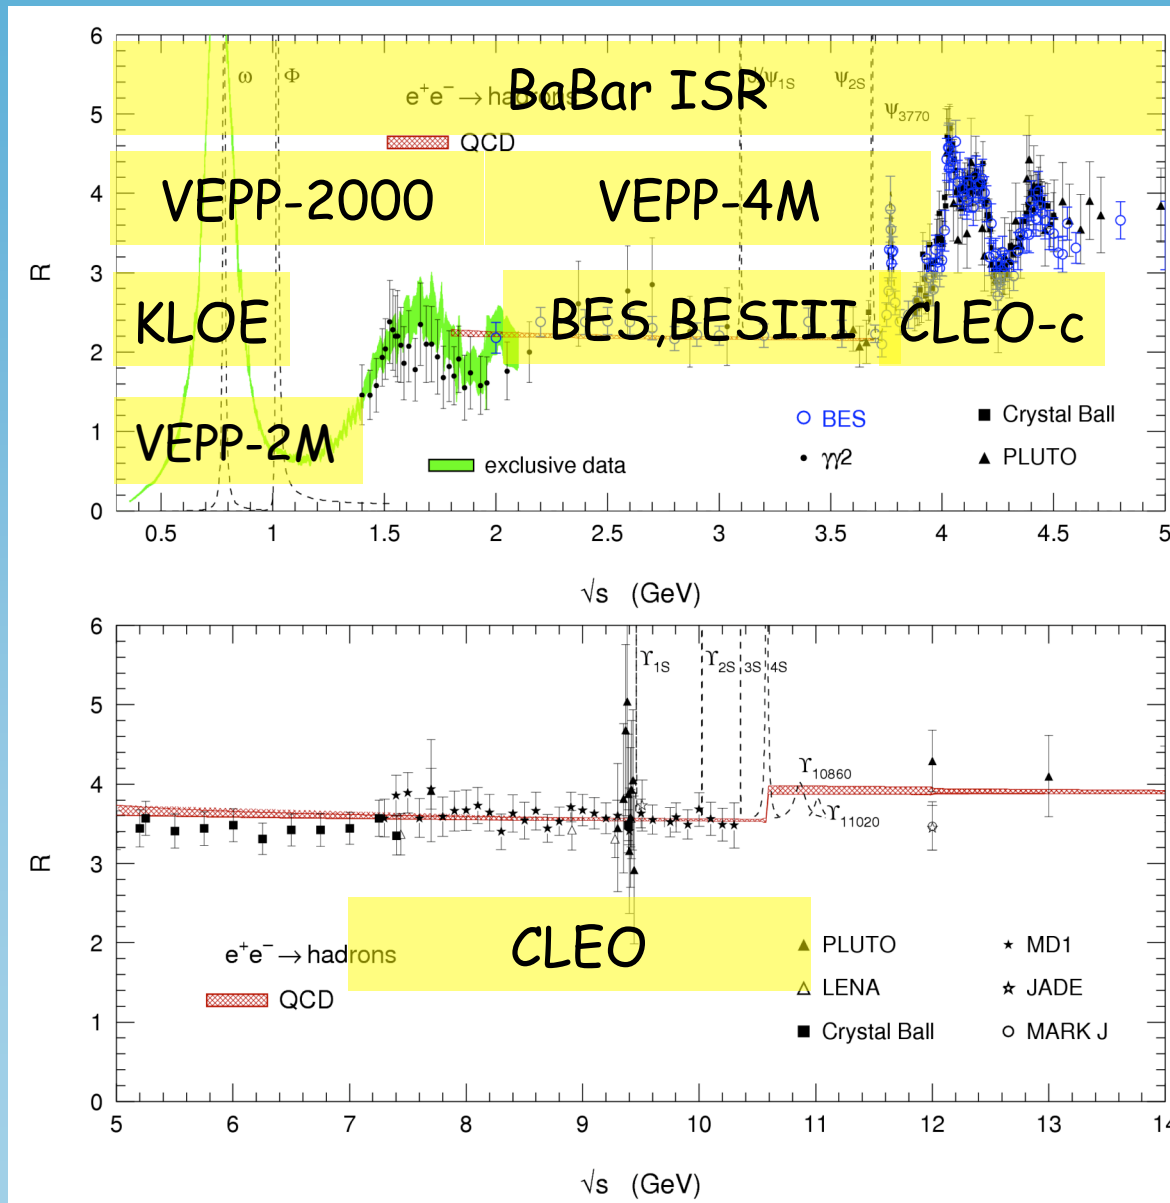 6
5
4
3
2
1
0
R
BaBar ISR
ω
Φ
J/ψ1S
ψ2S
ψ3770
e+e− → hadrons
QCD
VEPP-2000
VEPP-4M
KLOE
BES,BESIII
CLEO-c
VEPP-2M
BES
γγ2
Crystal Ball
PLUTO
exclusive data
0.5 1 1.5 2 2.5 3 3.5 4 4.5 5
√s (GeV)
6
5
4
3
2
1
0
R
ϒ1S
ϒ2S
3S
4S
ϒ10860
ϒ11020
CLEO
e+e− → hadrons
QCD
PLUTO
LENA
Crystal Ball
MD1
JADE
MARK J
5 6 7 8 9 10 11 12 13 14
√s (GeV)